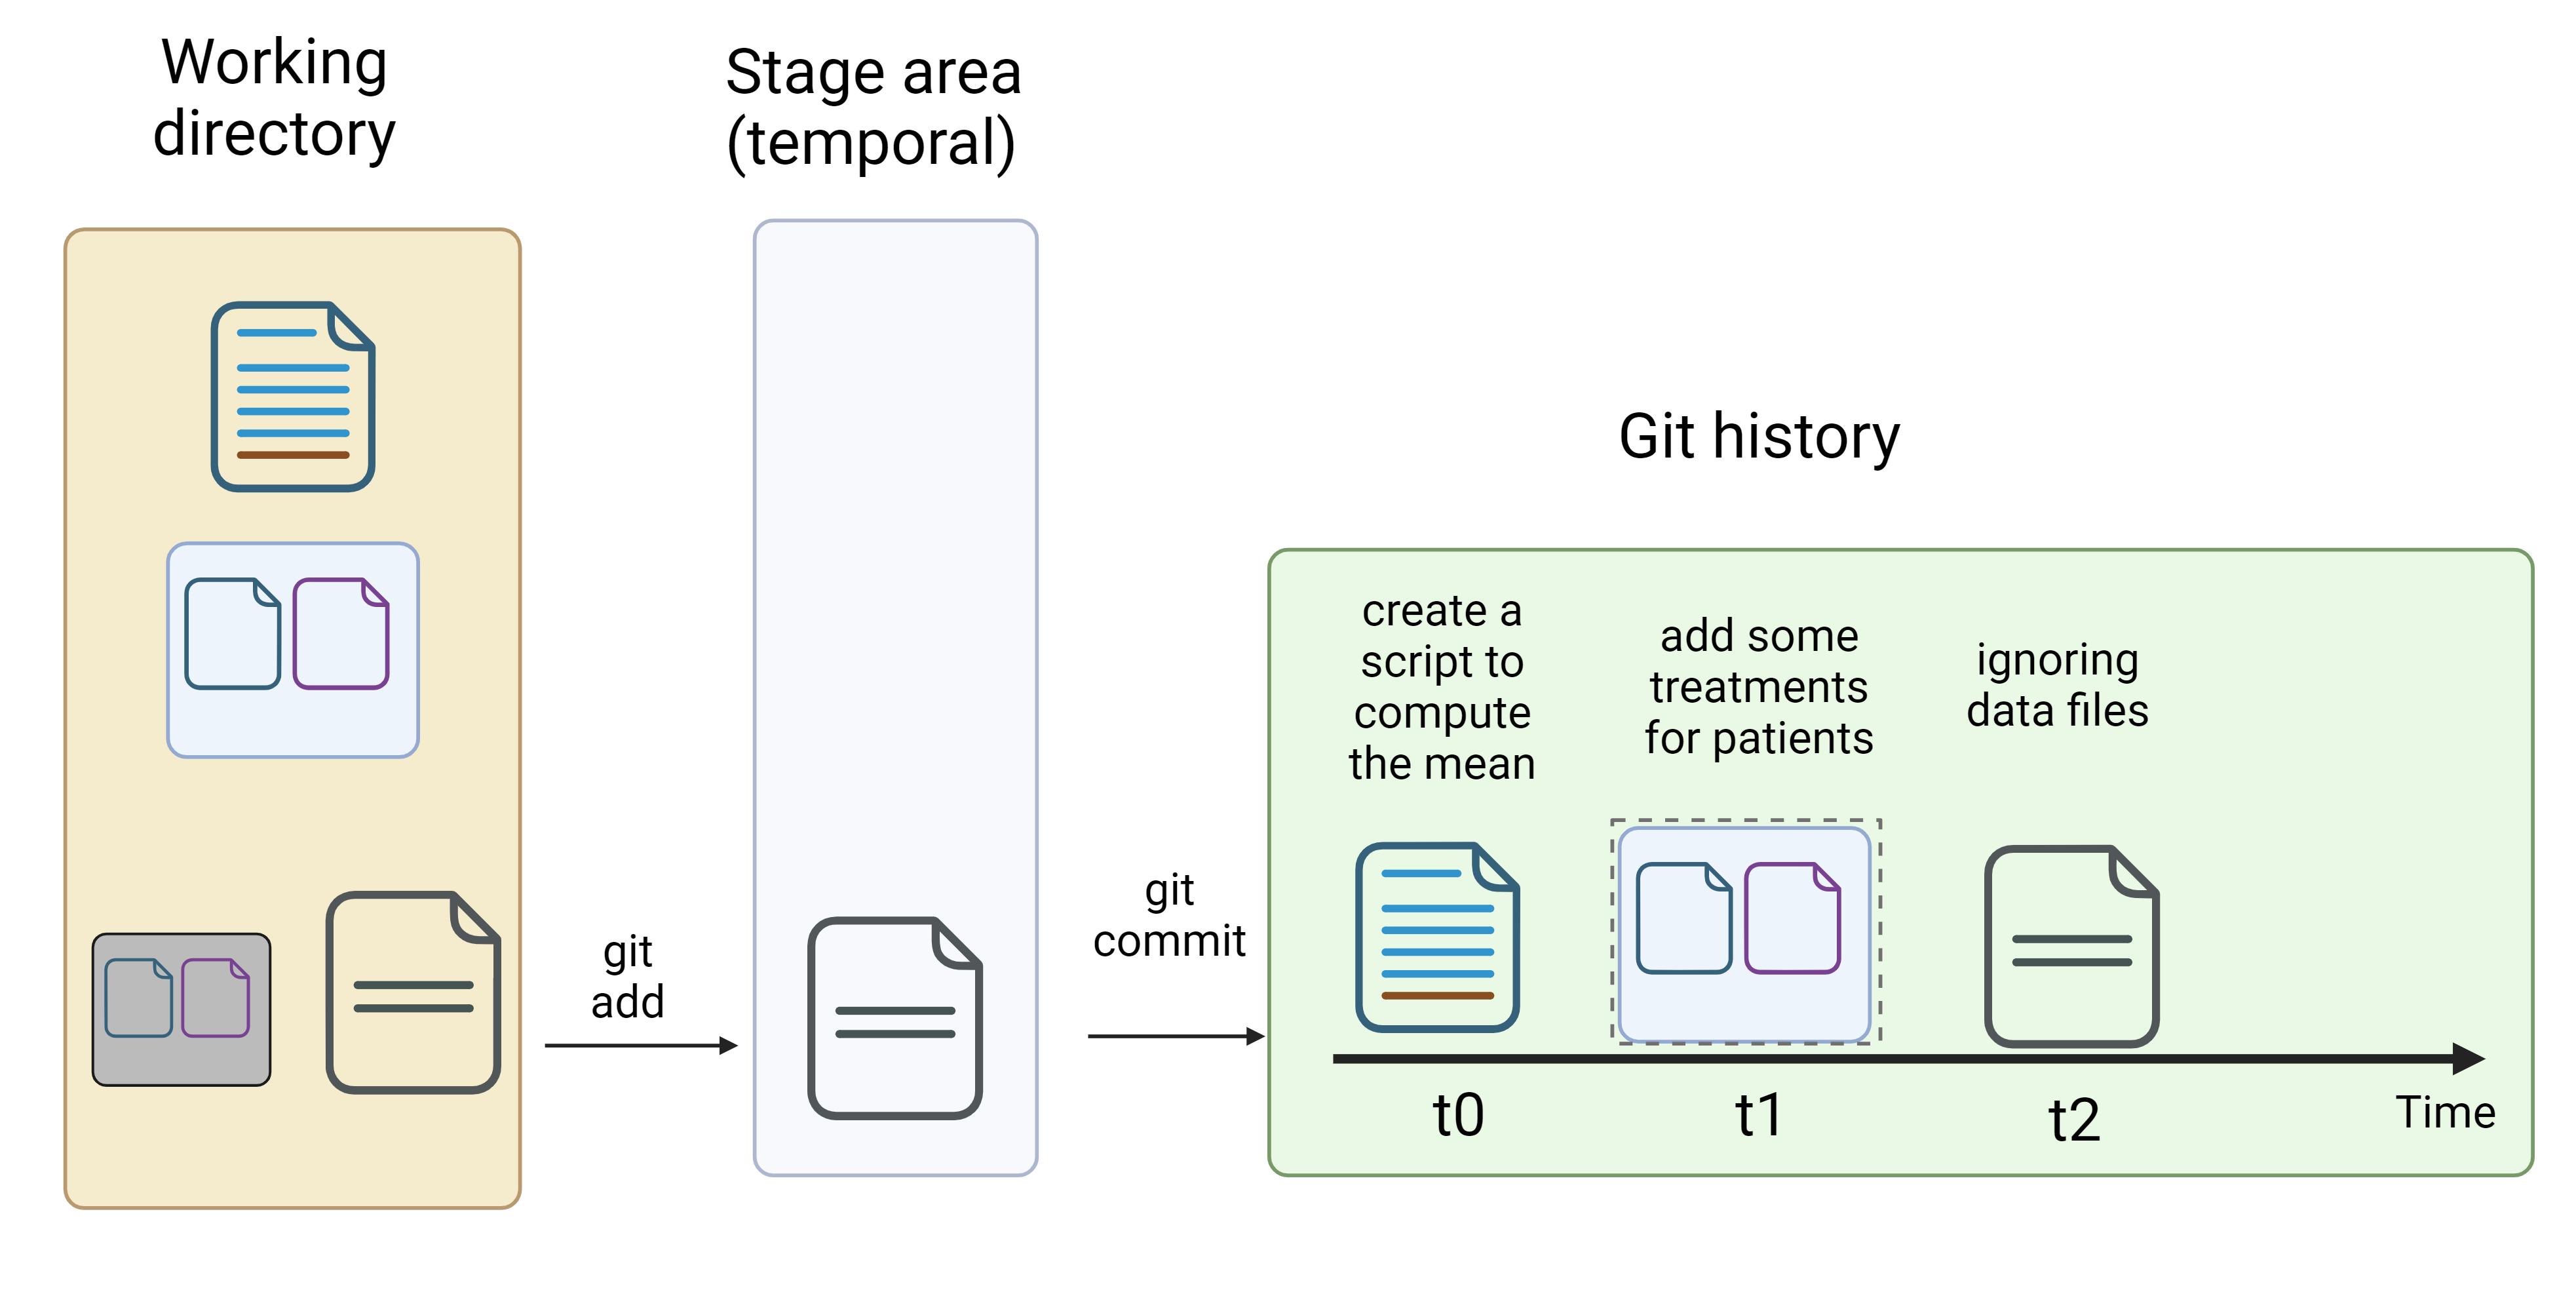 Working
directory
Stage area
(temporal)
git
add
git
commit
Git history
create a
script to
compute
the mean
add some
treatments
for patients
ignoring
data files
t0
t1
t2
Time